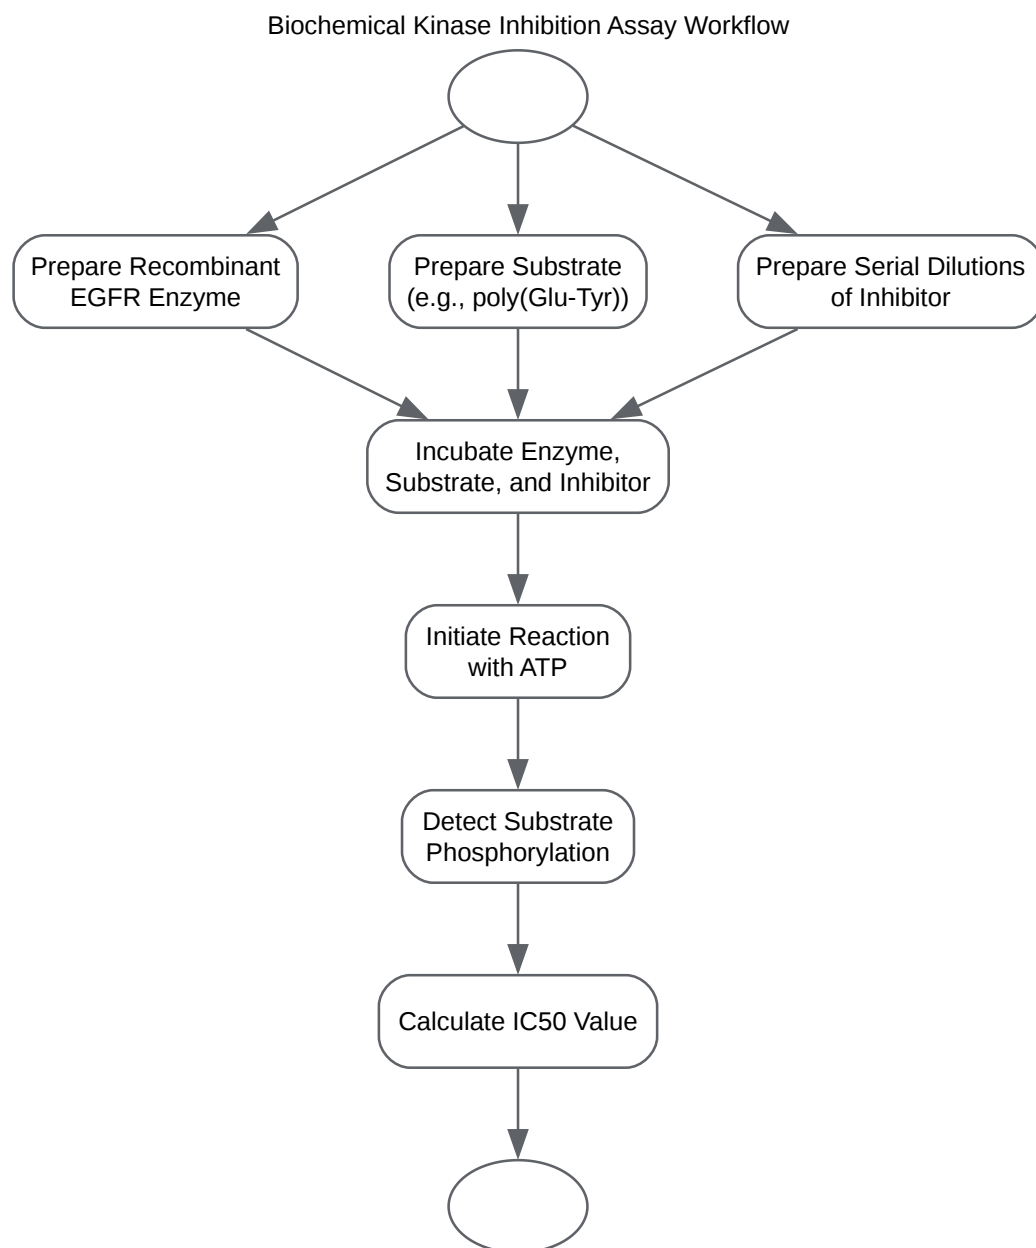 Biochemical Kinase Inhibition Assay Workflow
Prepare Recombinant
EGFR Enzyme
Prepare Substrate
(e.g., poly(Glu-Tyr))
Prepare Serial Dilutions
of Inhibitor
Incubate Enzyme,
Substrate, and Inhibitor
Initiate Reaction
with ATP
Detect Substrate
Phosphorylation
Calculate IC50 Value